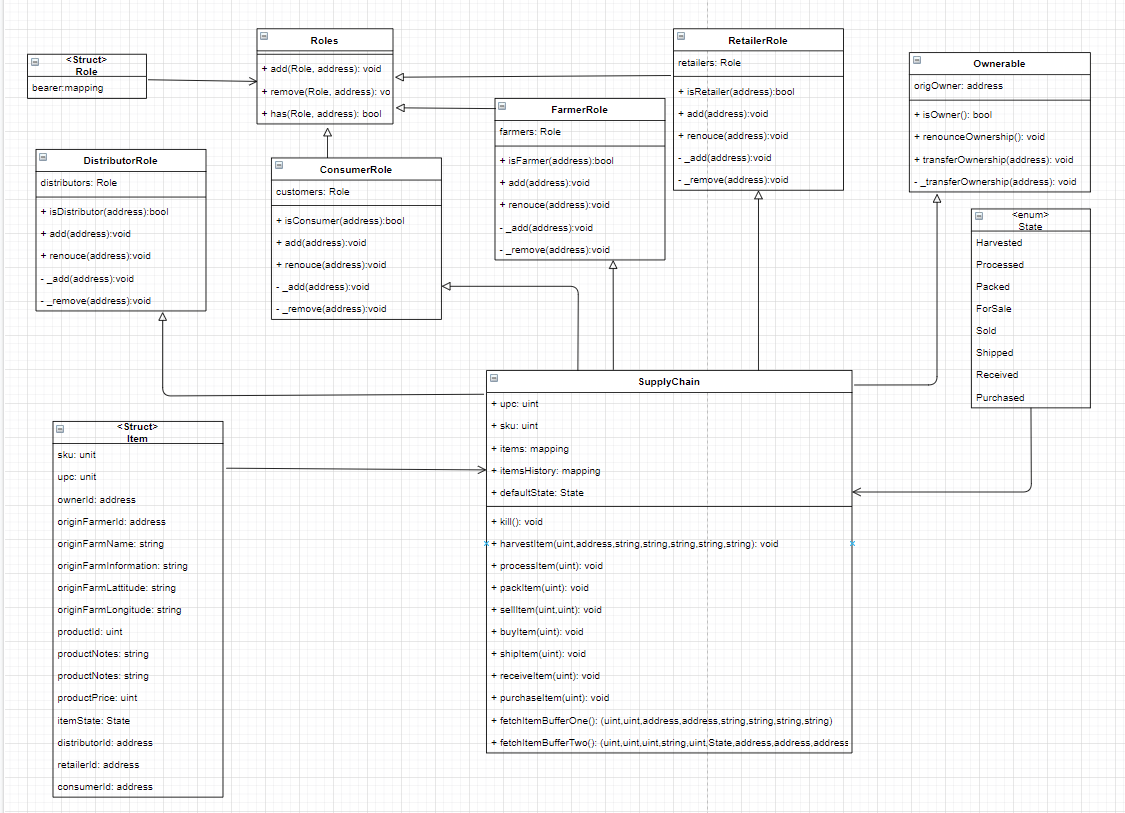 <Struct>
Role
bearer:mapping
Roles
+ add(Role, address): void
+ remove(Role, address): vo
+ has(Role, address): bool
RetailerRole
retailers: Role
+ isRetailer(address):bool
+ add(address):void
+ renouce(address):void
- _add(address):void
- _remove(address):void
Ownerable
origOwner: address
+ isOwner(): bool
+ renounceOwnership(): void
+ transferOwnership(address): void
- _transferOwnership(address): void
FarmerRole
farmers: Role
+ isFarmer(address):bool
+ add(address):void
+ renouce(address):void
- _add(address):void
- _remove(address):void
DistributorRole
distributors: Role
+ isDistributor(address):bool
+ add(address):void
+ renouce(address):void
- _add(address):void
- _remove(address):void
ConsumerRole
customers: Role
+ isConsumer(address):bool
+ add(address):void
+ renouce(address):void
- _add(address):void
- _remove(address):void
<enum>
State
Harvested
Processed
Packed
ForSale
Sold
Shipped
Received
Purchased
SupplyChain
+ upc: uint
+ sku: uint
+ items: mapping
+ itemsHistory: mapping
+ defaultState: State
+ kill(): void
+ harvestItem(uint,address,string,string,string,string,string): void
+ processItem(uint): void
+ packItem(uint): void
+ sellItem(uint,uint): void
+ buyItem(uint): void
+ shipItem(uint): void
+ receiveItem(uint): void
+ purchaseItem(uint): void
+ fetchItemBufferOne(): (uint,uint,address,address,string,string,string,string)
+ fetchItemBufferTwo(): (uint,uint,uint,string,uint,State,address,address,address
<Struct>
Item
sku: unit
upc: unit
ownerId: address
originFarmerId: address
originFarmName: string
originFarmInformation: string
originFarmLattitude: string
originFarmLongitude: string
productId: uint
productNotes: string
productNotes: string
productPrice: uint
itemState: State
distributorId: address
retailerId: address
consumerId: address